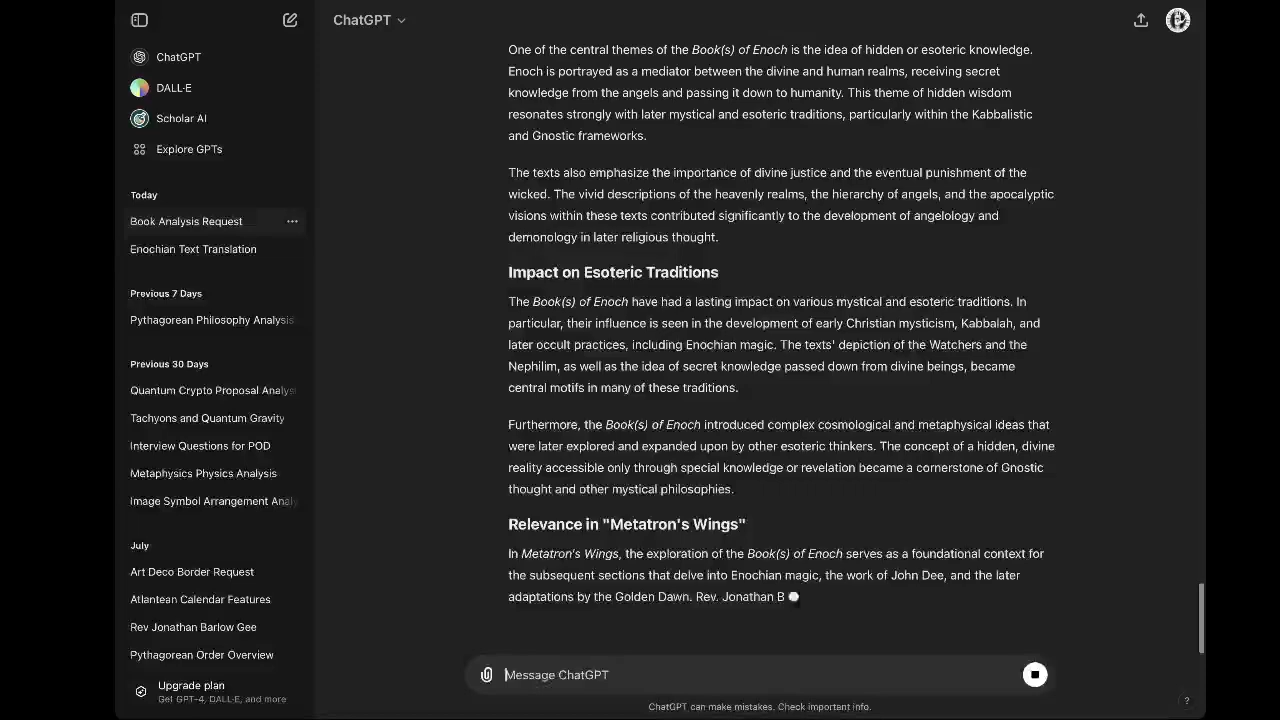 ChatGPT
ChatGPT
DALL·E
Scholar AI
Explore GPTs
Today
Book Analysis Request
Enochian Text Translation
Previous 7 Days
Pythagorean Philosophy Analysis
Previous 30 Days
Quantum Crypto Proposal Analys
Tachyons and Quantum Gravity
Interview Questions for POD
Metaphysics Physics Analysis
Image Symbol Arrangement Anal
July
Art Deco Border Request
Atlantean Calendar Features
Rev Jonathan Barlow Gee
Pythagorean Order Overview
Upgrade plan
Get GPT-4, DALL·E, and more
One of the central themes of the Book(s) of Enoch is the idea of hidden or esoteric knowledge.
Enoch is portrayed as a mediator between the divine and human realms, receiving secret
knowledge from the angels and passing it down to humanity. This theme of hidden wisdom
resonates strongly with later mystical and esoteric traditions, particularly within the Kabbalistic
and Gnostic frameworks.
The texts also emphasize the importance of divine justice and the eventual punishment of the
wicked. The vivid descriptions of the heavenly realms, the hierarchy of angels, and the apocalyptic
visions within these texts contributed significantly to the development of angelology and
demonology in later religious thought.
Impact on Esoteric Traditions
The Book(s) of Enoch have had a lasting impact on various mystical and esoteric traditions. In
particular, their influence is seen in the development of early Christian mysticism, Kabbalah, and
later occult practices, including Enochian magic. The texts' depiction of the Watchers and the
Nephilim, as well as the idea of secret knowledge passed down from divine beings, became
central motifs in many of these traditions.
Furthermore, the Book(s) of Enoch introduced complex cosmological and metaphysical ideas that
were later explored and expanded upon by other esoteric thinkers. The concept of a hidden, divine
reality accessible only through special knowledge or revelation became a cornerstone of Gnostic
thought and other mystical philosophies.
Relevance in "Metatron's Wings"
In Metatron's Wings, the exploration of the Book(s) of Enoch serves as a foundational context for
the subsequent sections that delve into Enochian magic, the work of John Dee, and the later
adaptations by the Golden Dawn. Rev. Jonathan B
Message ChatGPT
ChatGPT can make mistakes. Check important info.
?